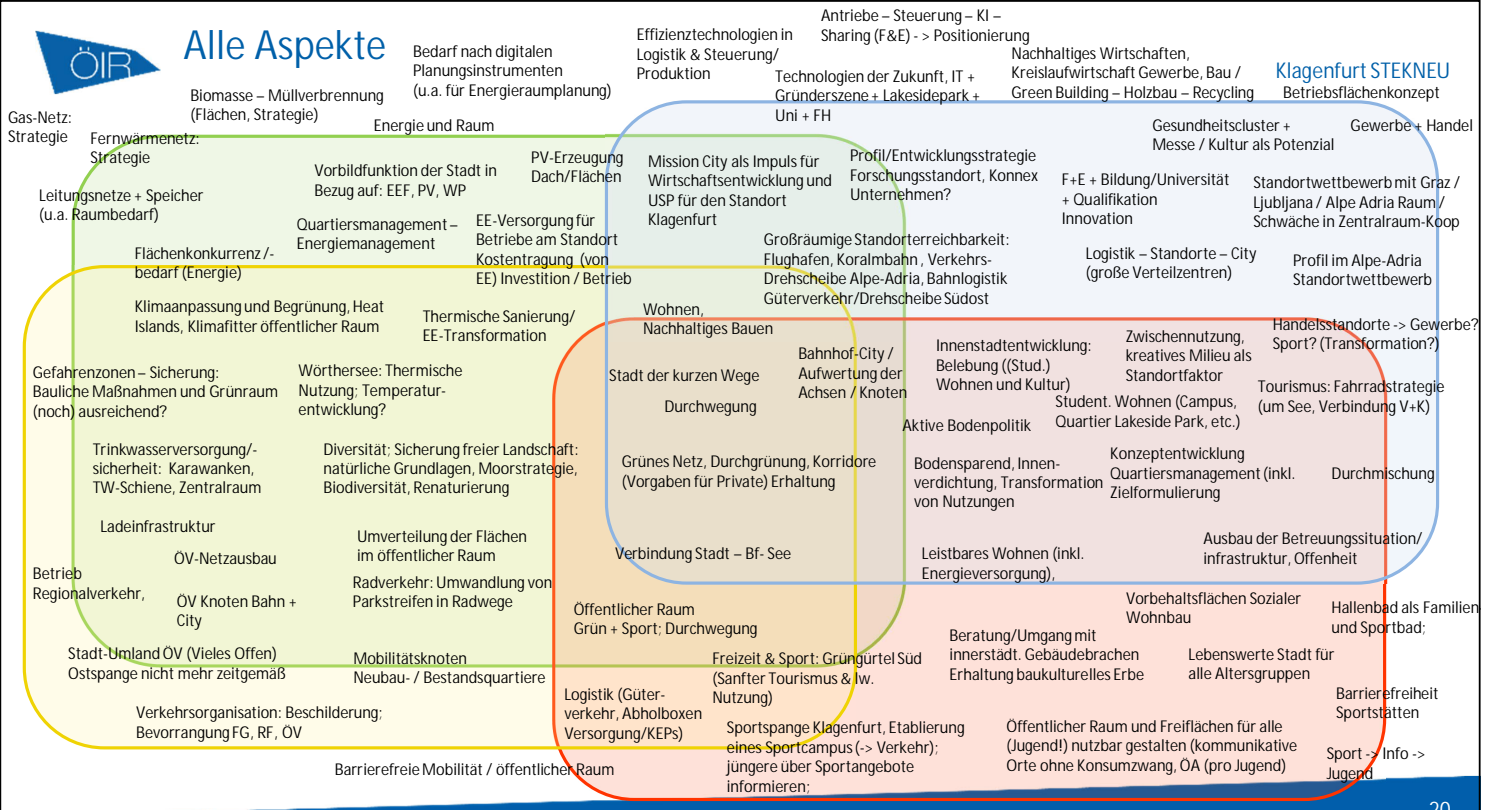 ÖIR
Alle Aspekte
Bedarf nach digitalen
Planungsinstrumenten
(u.a. für Energieraumplanung)
Effizienztechnologien in
Logistik & Steuerung/
Produktion
Antriebe – Steuerung – KI –
Sharing (F&E) -> Positionierung
Technologien der Zukunft, IT +
Gründerszene + Lakesidepark +
Uni + FH
Nachhaltiges Wirtschaften,
Kreislaufwirtschaft Gewerbe, Bau /
Green Building – Holzbau – Recycling
Klagenfurt STEKNEU
Betriebsflächenkonzept
Biomasse – Müllverbrennung
(Flächen, Strategie)
Gas-Netz:
Strategie
Fernwärmenetz:
Strategie
Energie und Raum
Gesundheitscluster +
Messe / Kultur als Potenzial
Gewerbe + Handel
Leitungsnetze + Speicher
(u.a. Raumbedarf)
Vorbildfunktion der Stadt in
Bezug auf: EEF, PV, WP
PV-Erzeugung
Dach/Flächen
Mission City als Impuls für
Wirtschaftsentwicklung und
USP für den Standort
Klagenfurt
Profil/Entwicklungsstrategie
Forschungsstandort, Konnex
Unternehmen?
F+E + Bildung/Universität
+ Qualifikation
Innovation
Standortwettbewerb mit Graz /
Ljubljana / Alpe Adria Raum /
Schwäche in Zentralraum-Koop
Quartiersmanagement –
Energiemanagement
EE-Versorgung für
Betriebe am Standort
Kostentragung (von
EE) Investition / Betrieb
Großräumige Standorterreichbarkeit:
Flughafen, Koralmbahn , Verkehrs-
Drehscheibe Alpe-Adria, Bahnlogistik
Güterverkehr/Drehscheibe Südost
Logistik – Standorte – City
(große Verteilzentren)
Profil im Alpe-Adria
Standortwettbewerb
Flächenkonkurrenz /-
bedarf (Energie)
Klimaanpassung und Begrünung, Heat
Islands, Klimafitter öffentlicher Raum
Thermische Sanierung/
EE-Transformation
Wohnen,
Nachhaltiges Bauen
Bahnhof-City /
Aufwertung der
Achsen / Knoten
Innenstadtentwicklung:
Belebung ((Stud.)
Wohnen und Kultur)
Zwischennutzung,
kreatives Milieu als
Standortfaktor
Handelsstandorte -> Gewerbe?
Sport? (Transformation?)
Gefahrenzonen – Sicherung:
Bauliche Maßnahmen und Grünraum
(noch) ausreichend?
Wörthersee: Thermische
Nutzung; Temperatur-
entwicklung?
Stadt der kurzen Wege
Durchwegung
Student. Wohnen (Campus,
Quartier Lakeside Park, etc.)
Tourismus: Fahrradstrategie
(um See, Verbindung V+K)
Aktive Bodenpolitik
Trinkwasserversorgung/-
sicherheit: Karawanken,
TW-Schiene, Zentralraum
Diversität; Sicherung freier Landschaft:
natürliche Grundlagen, Moorstrategie,
Biodiversität, Renaturierung
Grünes Netz, Durchgrünung, Korridore
(Vorgaben für Private) Erhaltung
Bodensparend, Innen-
verdichtung, Transformation
von Nutzungen
Konzeptentwicklung
Quartiersmanagement (inkl.
Zielformulierung
Durchmischung
Ladeinfrastruktur
ÖV-Netzausbau
Umverteilung der Flächen
im öffentlicher Raum
Verbindung Stadt – Bf- See
Leistbares Wohnen (inkl.
Energieversorgung),
Ausbau der Betreuungssituation/
infrastruktur, Offenheit
Betrieb
Regionalverkehr,
ÖV Knoten Bahn +
City
Radverkehr: Umwandlung von
Parkstreifen in Radwege
Öffentlicher Raum
Grün + Sport; Durchwegung
Vorbehaltsflächen Sozialer
Wohnbau
Hallenbad als Familien
und Sportbad;
Stadt-Umland ÖV (Vieles Offen)
Ostspange nicht mehr zeitgemäß
Mobilitätsknoten
Neubau- / Bestandsquartiere
Freizeit & Sport: Grüngürtel Süd
(Sanfter Tourismus & lw.
Nutzung)
Beratung/Umgang mit
innerstädt. Gebäudebrachen
Erhaltung baukulturelles Erbe
Lebenswerte Stadt für
alle Altersgruppen
Barrierefreiheit
Sportstätten
Verkehrsorganisation: Beschilderung;
Bevorrangung FG, RF, ÖV
Logistik (Güter-
verkehr, Abholboxen
Versorgung/KEPs)
Sportspange Klagenfurt, Etablierung
eines Sportcampus (-> Verkehr);
jüngere über Sportangebote
informieren;
Öffentlicher Raum und Freiflächen für alle
(Jugend!) nutzbar gestalten (kommunikative
Orte ohne Konsumzwang, ÖA (pro Jugend)
Sport -> Info ->
Jugend
Barrierefreie Mobilität / öffentlicher Raum
20